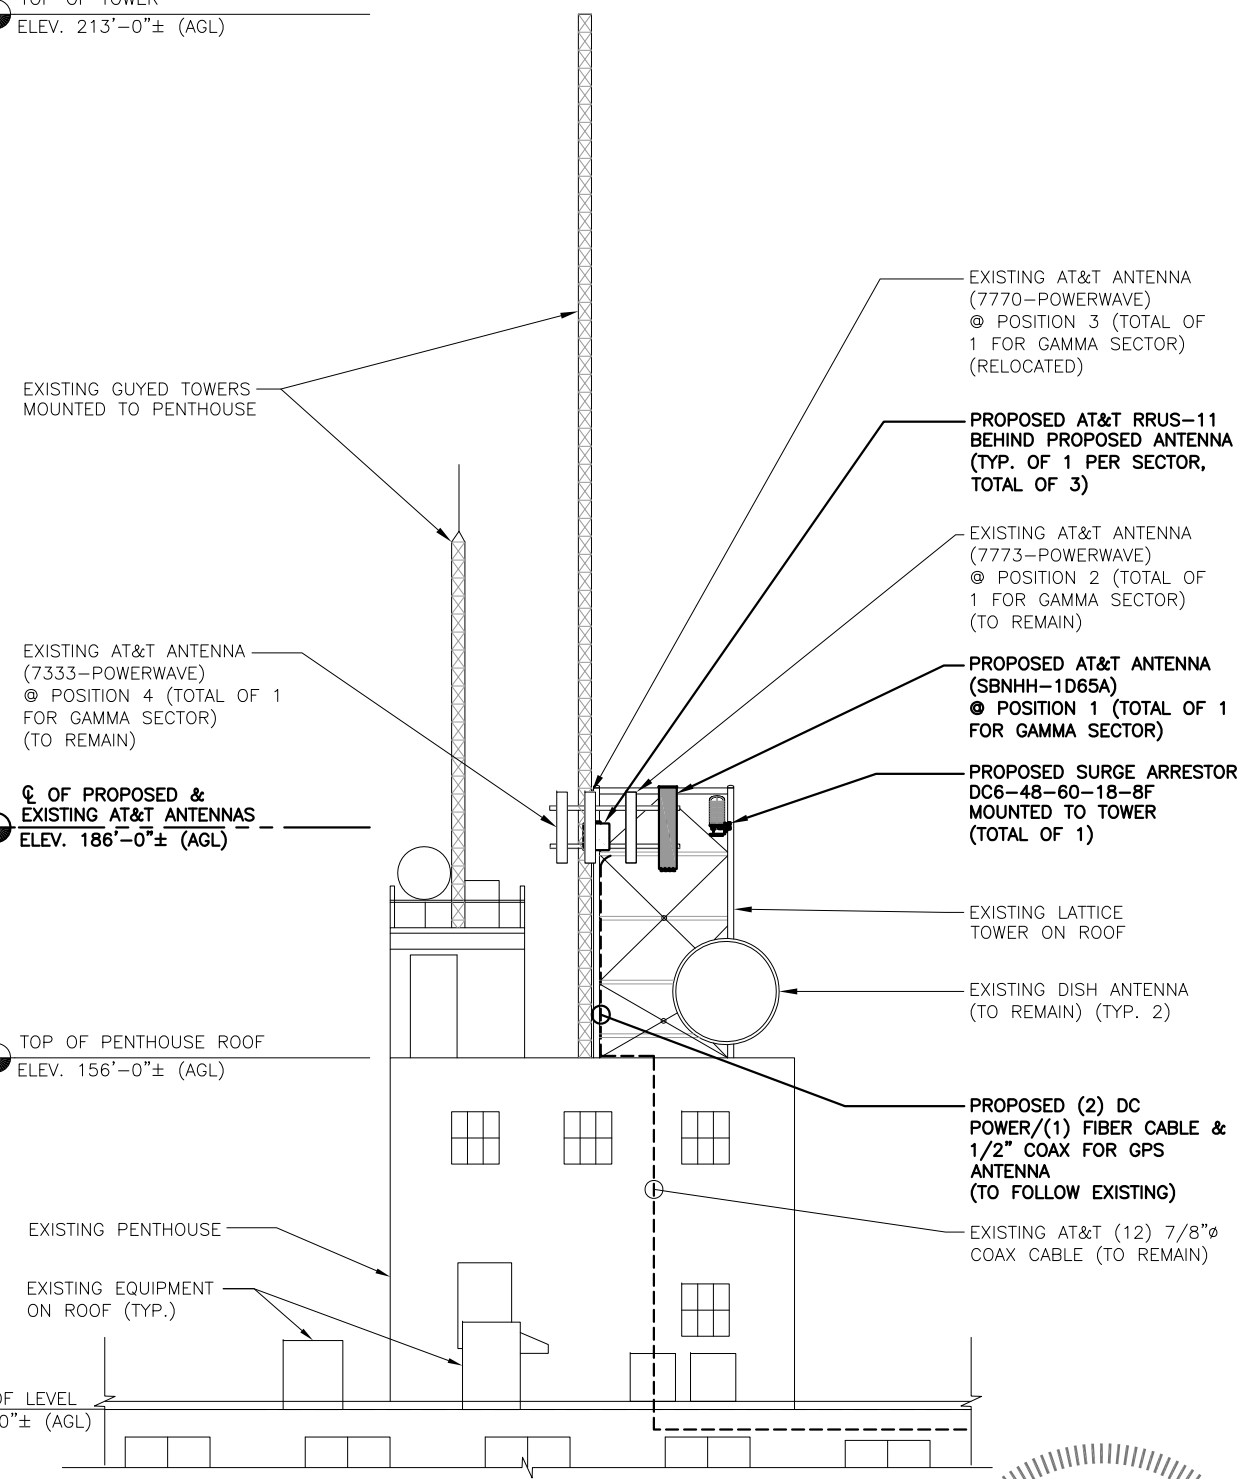 TOP OF TOWER
ELEV. 213'-0"± (AGL)
EXISTING AT&T ANTENNA
(7770-POWERWAVE)
@ POSITION 3 (TOTAL OF
1 FOR GAMMA SECTOR)
(RELOCATED)
EXISTING GUYED TOWERS
MOUNTED TO PENTHOUSE
PROPOSED AT&T RRUS-11
BEHIND PROPOSED ANTENNA
(TYP. OF 1 PER SECTOR,
TOTAL OF 3)
EXISTING AT&T ANTENNA
(7773-POWERWAVE)
@ POSITION 2 (TOTAL OF
1 FOR GAMMA SECTOR)
(TO REMAIN)
EXISTING AT&T ANTENNA
(7333-POWERWAVE)
@ POSITION 4 (TOTAL OF 1
FOR GAMMA SECTOR)
(TO REMAIN)
PROPOSED AT&T ANTENNA
(SBNHH-1D65A)
@ POSITION 1 (TOTAL OF 1
FOR GAMMA SECTOR)
℄ OF PROPOSED &
EXISTING AT&T ANTENNAS
ELEV. 186'-0"± (AGL)
PROPOSED SURGE ARRESTOR
DC6-48-60-18-8F
MOUNTED TO TOWER
(TOTAL OF 1)
EXISTING LATTICE
TOWER ON ROOF
EXISTING DISH ANTENNA
(TO REMAIN) (TYP. 2)
TOP OF PENTHOUSE ROOF
ELEV. 156'-0"± (AGL)
PROPOSED (2) DC
POWER/(1) FIBER CABLE &
1/2" COAX FOR GPS
ANTENNA
(TO FOLLOW EXISTING)
EXISTING AT&T (12) 7/8"ø
COAX CABLE (TO REMAIN)
EXISTING PENTHOUSE
EXISTING EQUIPMENT
ON ROOF (TYP.)
OF LEVEL
0"± (AGL)